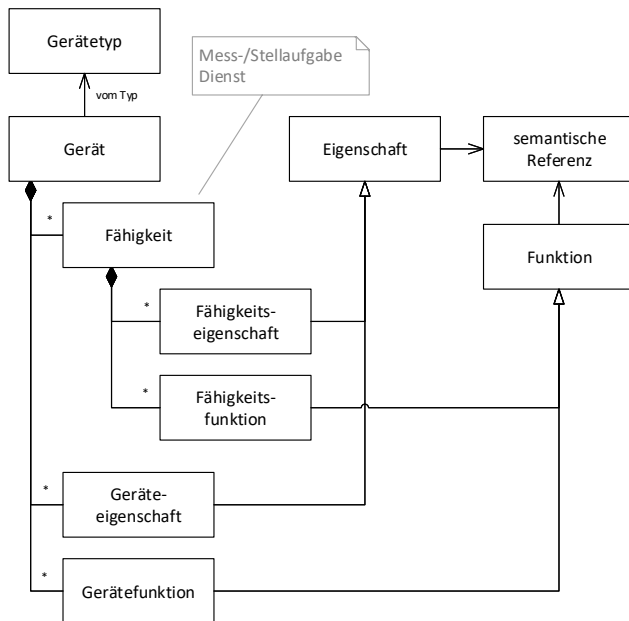 Gerätetyp
Mess-/Stellaufgabe
Dienst
vom Typ
Gerät
Eigenschaft
semantische
Referenz
*
Fähigkeit
Funktion
*
Fähigkeits-
eigenschaft
*
Fähigkeits-
funktion
*
Geräte-
eigenschaft
*
Gerätefunktion